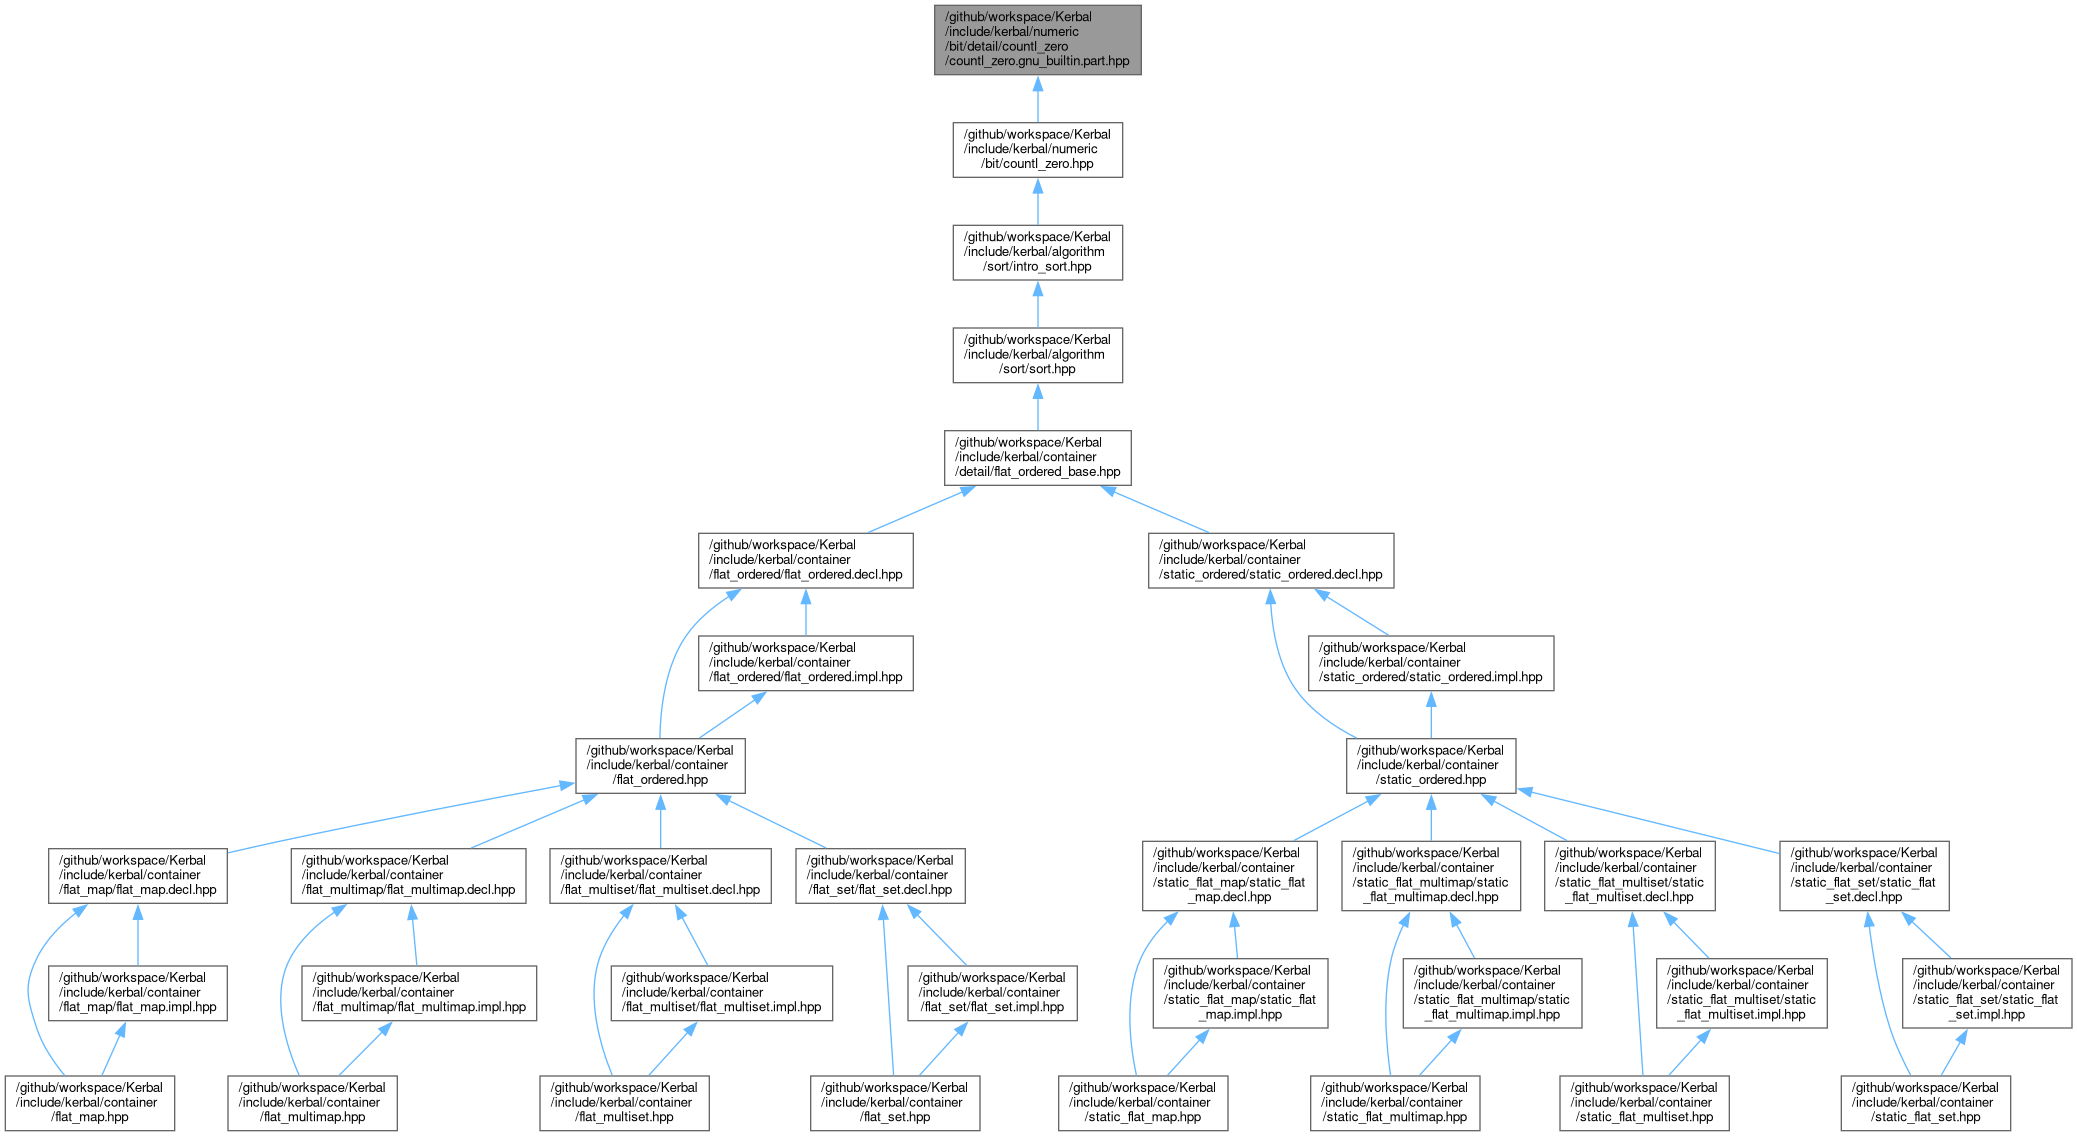 /github/workspace/Kerbal
/include/kerbal/numeric
/bit/detail/countl_zero
/countl_zero.gnu_builtin.part.hpp
/github/workspace/Kerbal
/include/kerbal/numeric
/bit/countl_zero.hpp
/github/workspace/Kerbal
/include/kerbal/algorithm
/sort/intro_sort.hpp
/github/workspace/Kerbal
/include/kerbal/algorithm
/sort/sort.hpp
/github/workspace/Kerbal
/include/kerbal/container
/detail/flat_ordered_base.hpp
/github/workspace/Kerbal
/include/kerbal/container
/flat_ordered/flat_ordered.decl.hpp
/github/workspace/Kerbal
/include/kerbal/container
/static_ordered/static_ordered.decl.hpp
/github/workspace/Kerbal
/include/kerbal/container
/flat_ordered/flat_ordered.impl.hpp
/github/workspace/Kerbal
/include/kerbal/container
/static_ordered/static_ordered.impl.hpp
/github/workspace/Kerbal
/include/kerbal/container
/flat_ordered.hpp
/github/workspace/Kerbal
/include/kerbal/container
/static_ordered.hpp
/github/workspace/Kerbal
/include/kerbal/container
/flat_map/flat_map.decl.hpp
/github/workspace/Kerbal
/include/kerbal/container
/flat_multimap/flat_multimap.decl.hpp
/github/workspace/Kerbal
/include/kerbal/container
/flat_multiset/flat_multiset.decl.hpp
/github/workspace/Kerbal
/include/kerbal/container
/flat_set/flat_set.decl.hpp
/github/workspace/Kerbal
/include/kerbal/container
/static_flat_map/static_flat
_map.decl.hpp
/github/workspace/Kerbal
/include/kerbal/container
/static_flat_multimap/static
_flat_multimap.decl.hpp
/github/workspace/Kerbal
/include/kerbal/container
/static_flat_multiset/static
_flat_multiset.decl.hpp
/github/workspace/Kerbal
/include/kerbal/container
/static_flat_set/static_flat
_set.decl.hpp
/github/workspace/Kerbal
/include/kerbal/container
/flat_map/flat_map.impl.hpp
/github/workspace/Kerbal
/include/kerbal/container
/flat_multimap/flat_multimap.impl.hpp
/github/workspace/Kerbal
/include/kerbal/container
/flat_multiset/flat_multiset.impl.hpp
/github/workspace/Kerbal
/include/kerbal/container
/flat_set/flat_set.impl.hpp
/github/workspace/Kerbal
/include/kerbal/container
/static_flat_map/static_flat
_map.impl.hpp
/github/workspace/Kerbal
/include/kerbal/container
/static_flat_multimap/static
_flat_multimap.impl.hpp
/github/workspace/Kerbal
/include/kerbal/container
/static_flat_multiset/static
_flat_multiset.impl.hpp
/github/workspace/Kerbal
/include/kerbal/container
/static_flat_set/static_flat
_set.impl.hpp
/github/workspace/Kerbal
/include/kerbal/container
/flat_map.hpp
/github/workspace/Kerbal
/include/kerbal/container
/flat_multimap.hpp
/github/workspace/Kerbal
/include/kerbal/container
/flat_multiset.hpp
/github/workspace/Kerbal
/include/kerbal/container
/flat_set.hpp
/github/workspace/Kerbal
/include/kerbal/container
/static_flat_map.hpp
/github/workspace/Kerbal
/include/kerbal/container
/static_flat_multimap.hpp
/github/workspace/Kerbal
/include/kerbal/container
/static_flat_multiset.hpp
/github/workspace/Kerbal
/include/kerbal/container
/static_flat_set.hpp